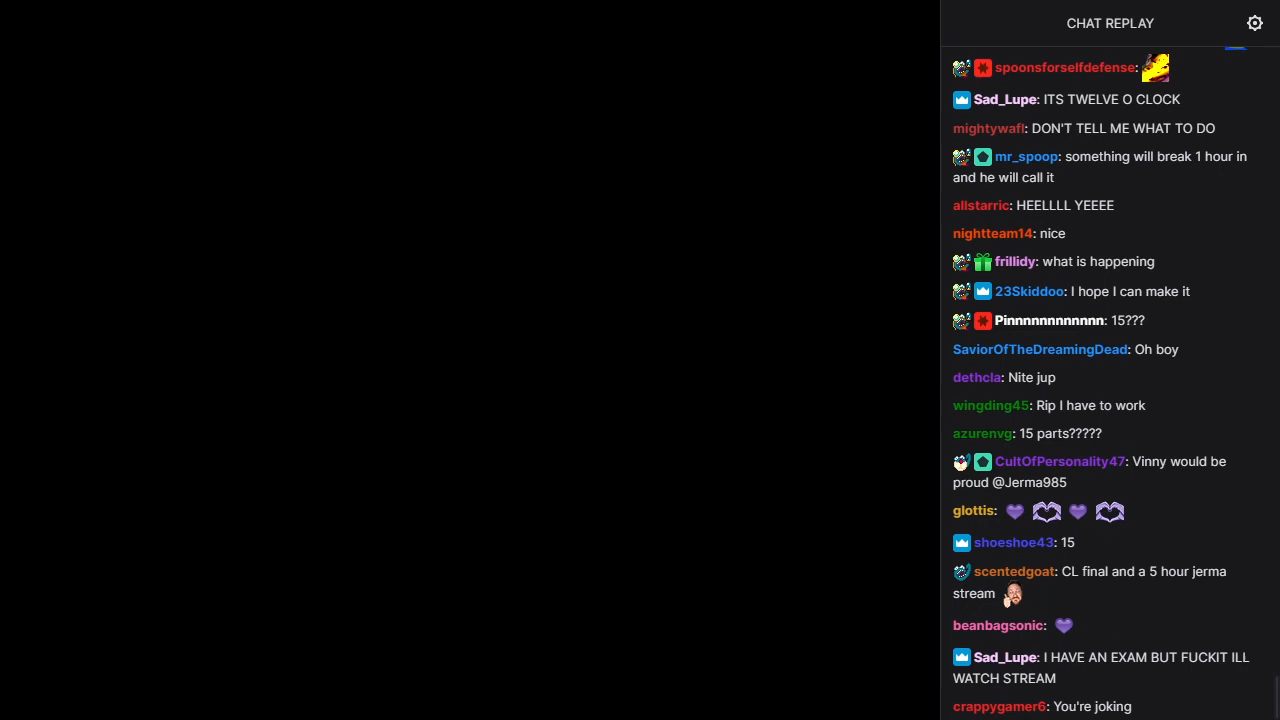 CHAT REPLAY
spoonsforselfdefense:
Sad_Lupe: ITS TWELVE O CLOCK
mightywafl: DON'T TELL ME WHAT TO DO
mr_spoop: something will break 1 hour in
and he will call it
allstarric: HEELLLL YEEEE
nightteam14: nice
frillidy: what is happening
23Skiddoo: I hope I can make it
Pinnnnnnnnnnnn: 15???
SaviorOfTheDreamingDead: Oh boy
dethcla: Nite jup
wingding45: Rip I have to work
azurenvg: 15 parts?????
CultOfPersonality47: Vinny would be
proud @Jerma985
glottis:
shoeshoe43: 15
scentedgoat: CL final and a 5 hour jerma
stream
beanbagsonic:
Sad_Lupe: I HAVE AN EXAM BUT FUCKIT ILL
WATCH STREAM
crappygamer6: You're joking